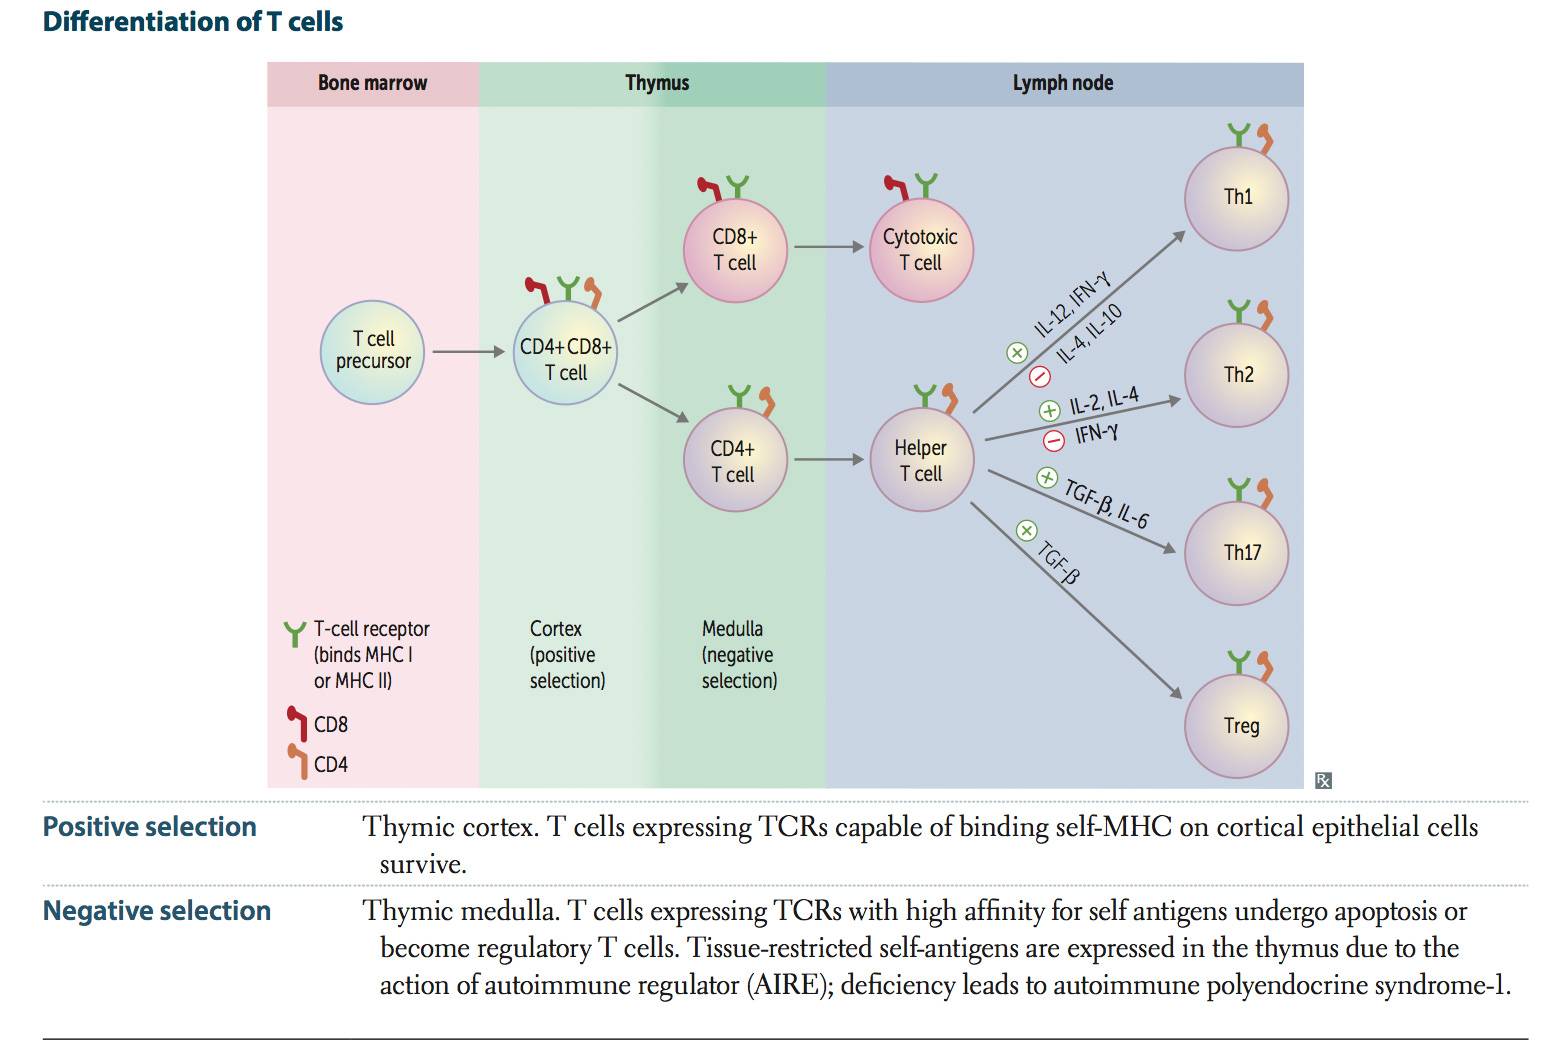 Differentiation of T cells
Bone marrow
Thymus
Lymph node
T cell
precursor
CD4+CD8+
T cell
CD8+
T cell
CD4+
T cell
Cytotoxic
T cell
Helper
T cell
IL-12, IFN-γ
IL-4, IL-10
IL-2, IL-4
IFN-γ
TGF-β, IL-6
TGF-β
Th1
Th2
Th17
Treg
T-cell receptor
(binds MHC I
or MHC II)
CD8
CD4
Cortex
(positive
selection)
Medulla
(negative
selection)
Rx
Positive selection
Thymic cortex. T cells expressing TCRs capable of binding self-MHC on cortical epithelial cells
survive.
Negative selection
Thymic medulla. T cells expressing TCRs with high affinity for self antigens undergo apoptosis or
become regulatory T cells. Tissue-restricted self-antigens are expressed in the thymus due to the
action of autoimmune regulator (AIRE); deficiency leads to autoimmune polyendocrine syndrome-1.